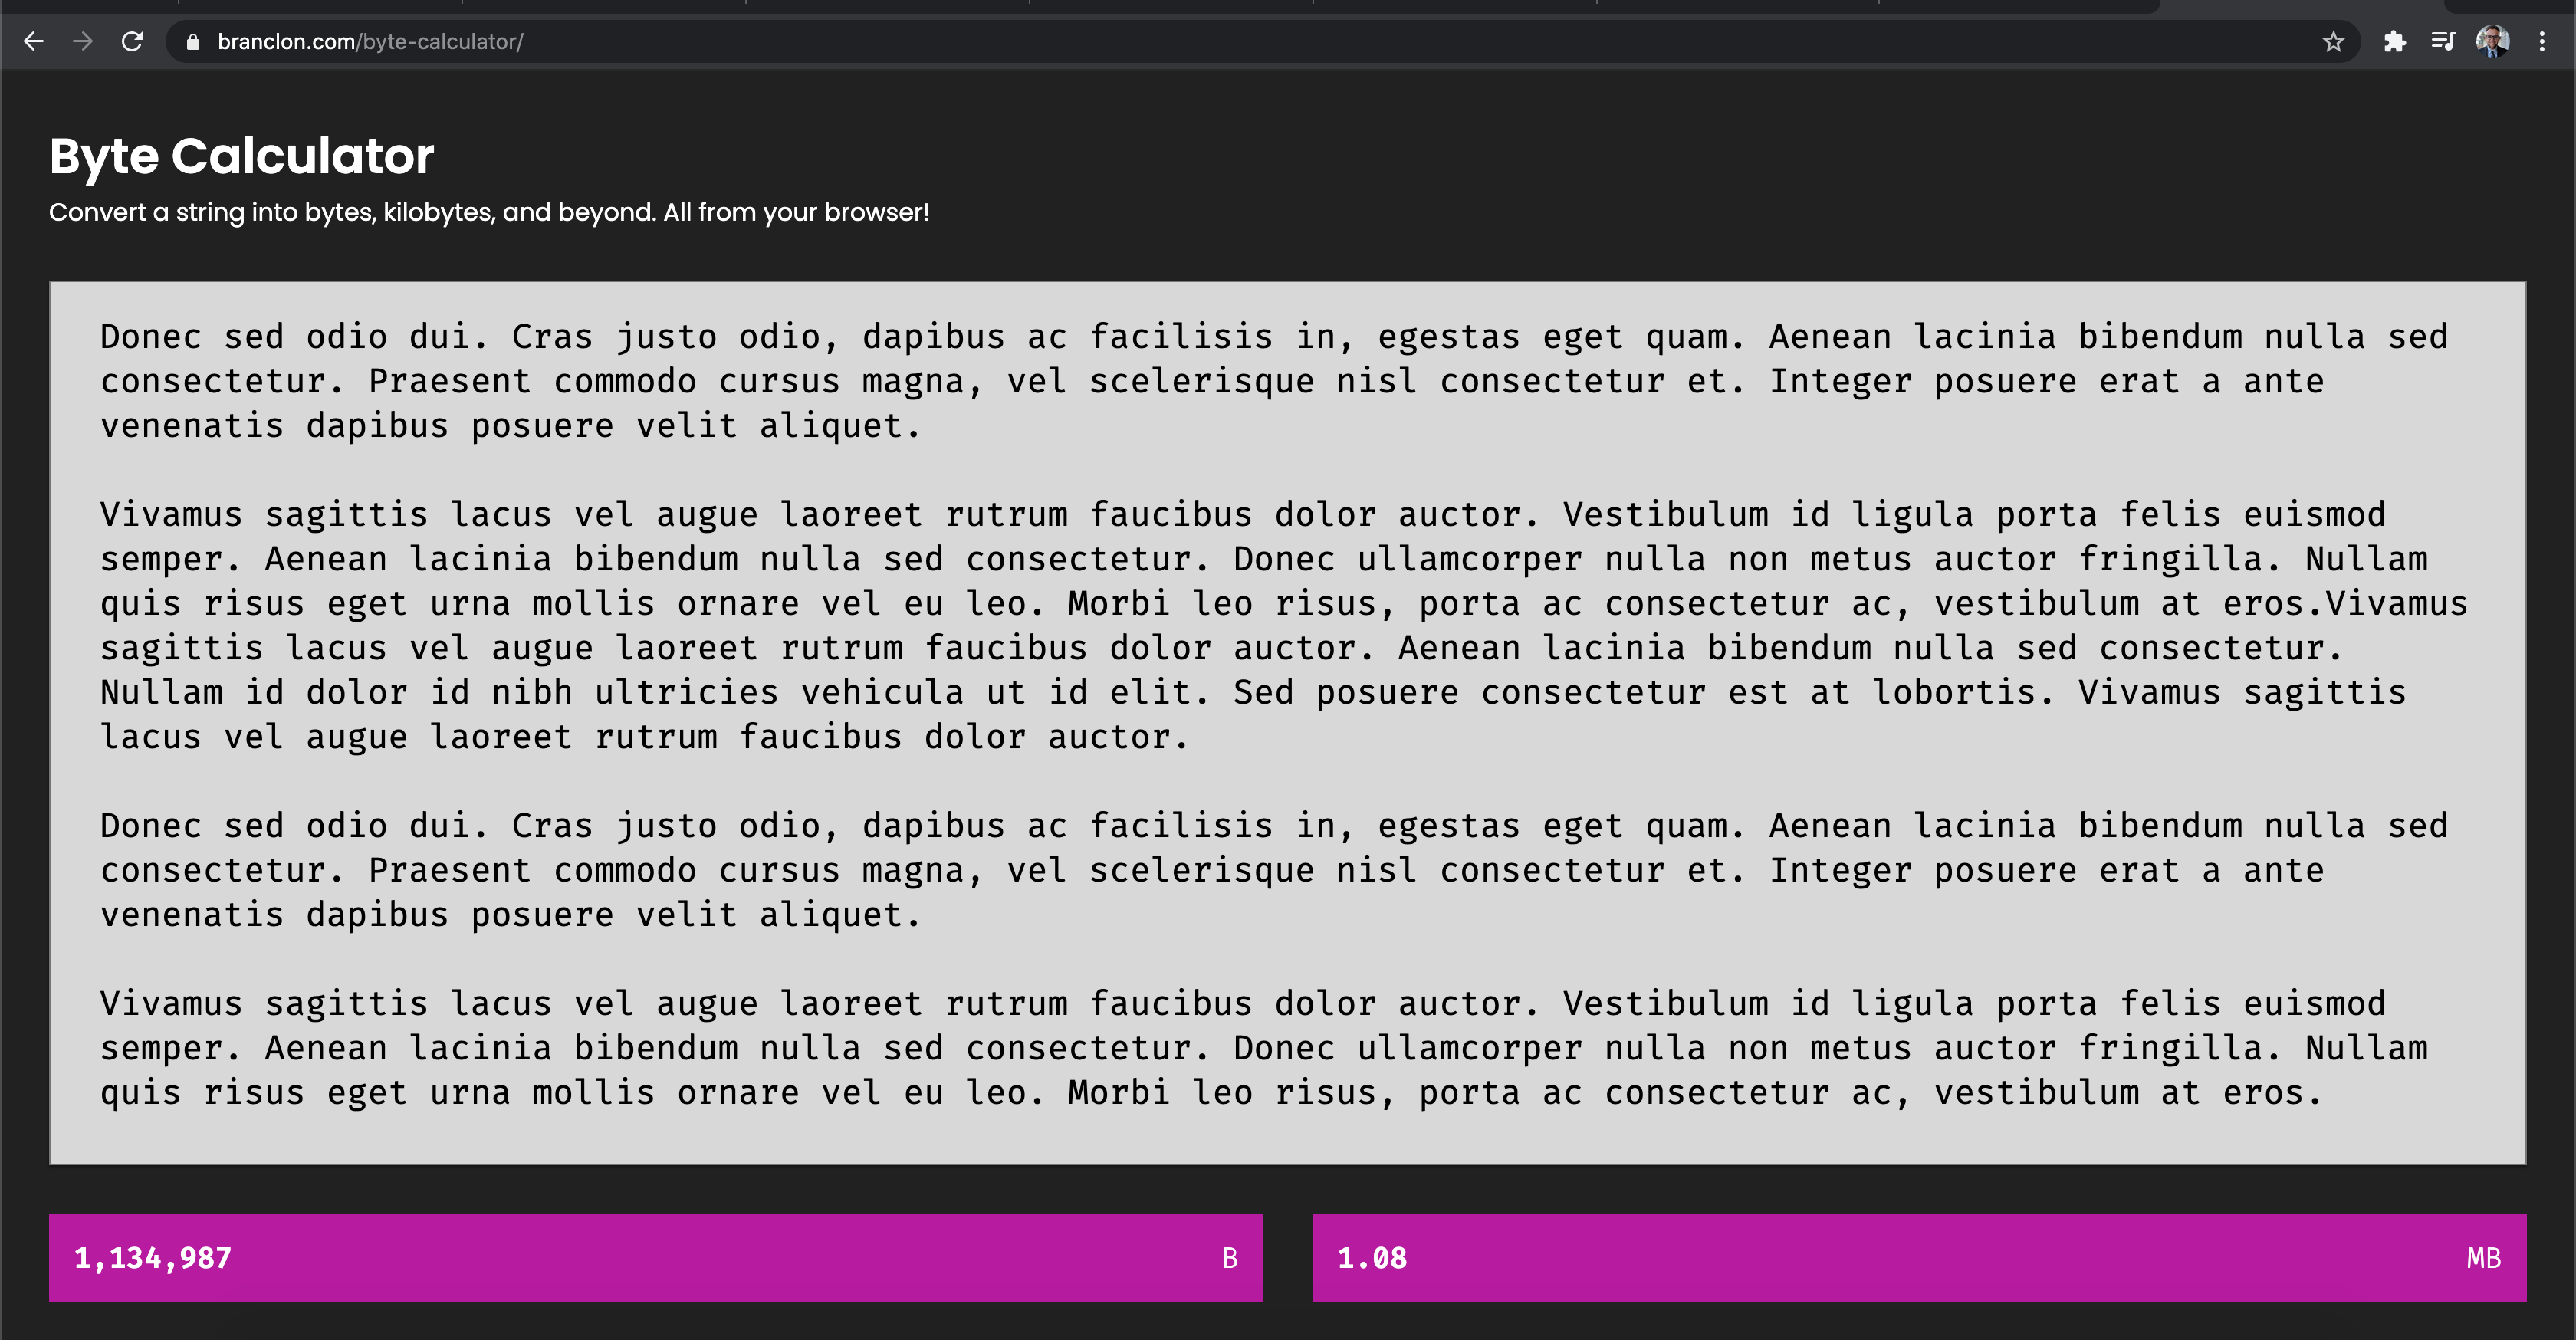 branclon.com/byte-calculator/
Byte Calculator
Convert a string into bytes, kilobytes, and beyond. All from your browser!
Donec sed odio dui. Cras justo odio, dapibus ac facilisis in, egestas eget quam. Aenean lacinia bibendum nulla sed
consectetur. Praesent commodo cursus magna, vel scelerisque nisl consectetur et. Integer posuere erat a ante
venenatis dapibus posuere velit aliquet.
Vivamus sagittis lacus vel augue laoreet rutrum faucibus dolor auctor. Vestibulum id ligula porta felis euismod
semper. Aenean lacinia bibendum nulla sed consectetur. Donec ullamcorper nulla non metus auctor fringilla. Nullam
quis risus eget urna mollis ornare vel eu leo. Morbi leo risus, porta ac consectetur ac, vestibulum at eros.Vivamus
sagittis lacus vel augue laoreet rutrum faucibus dolor auctor. Aenean lacinia bibendum nulla sed consectetur.
Nullam id dolor id nibh ultricies vehicula ut id elit. Sed posuere consectetur est at lobortis. Vivamus sagittis
lacus vel augue laoreet rutrum faucibus dolor auctor.
Donec sed odio dui. Cras justo odio, dapibus ac facilisis in, egestas eget quam. Aenean lacinia bibendum nulla sed
consectetur. Praesent commodo cursus magna, vel scelerisque nisl consectetur et. Integer posuere erat a ante
venenatis dapibus posuere velit aliquet.
Vivamus sagittis lacus vel augue laoreet rutrum faucibus dolor auctor. Vestibulum id ligula porta felis euismod
semper. Aenean lacinia bibendum nulla sed consectetur. Donec ullamcorper nulla non metus auctor fringilla. Nullam
quis risus eget urna mollis ornare vel eu leo. Morbi leo risus, porta ac consectetur ac, vestibulum at eros.
1,134,987 B
1.08 MB